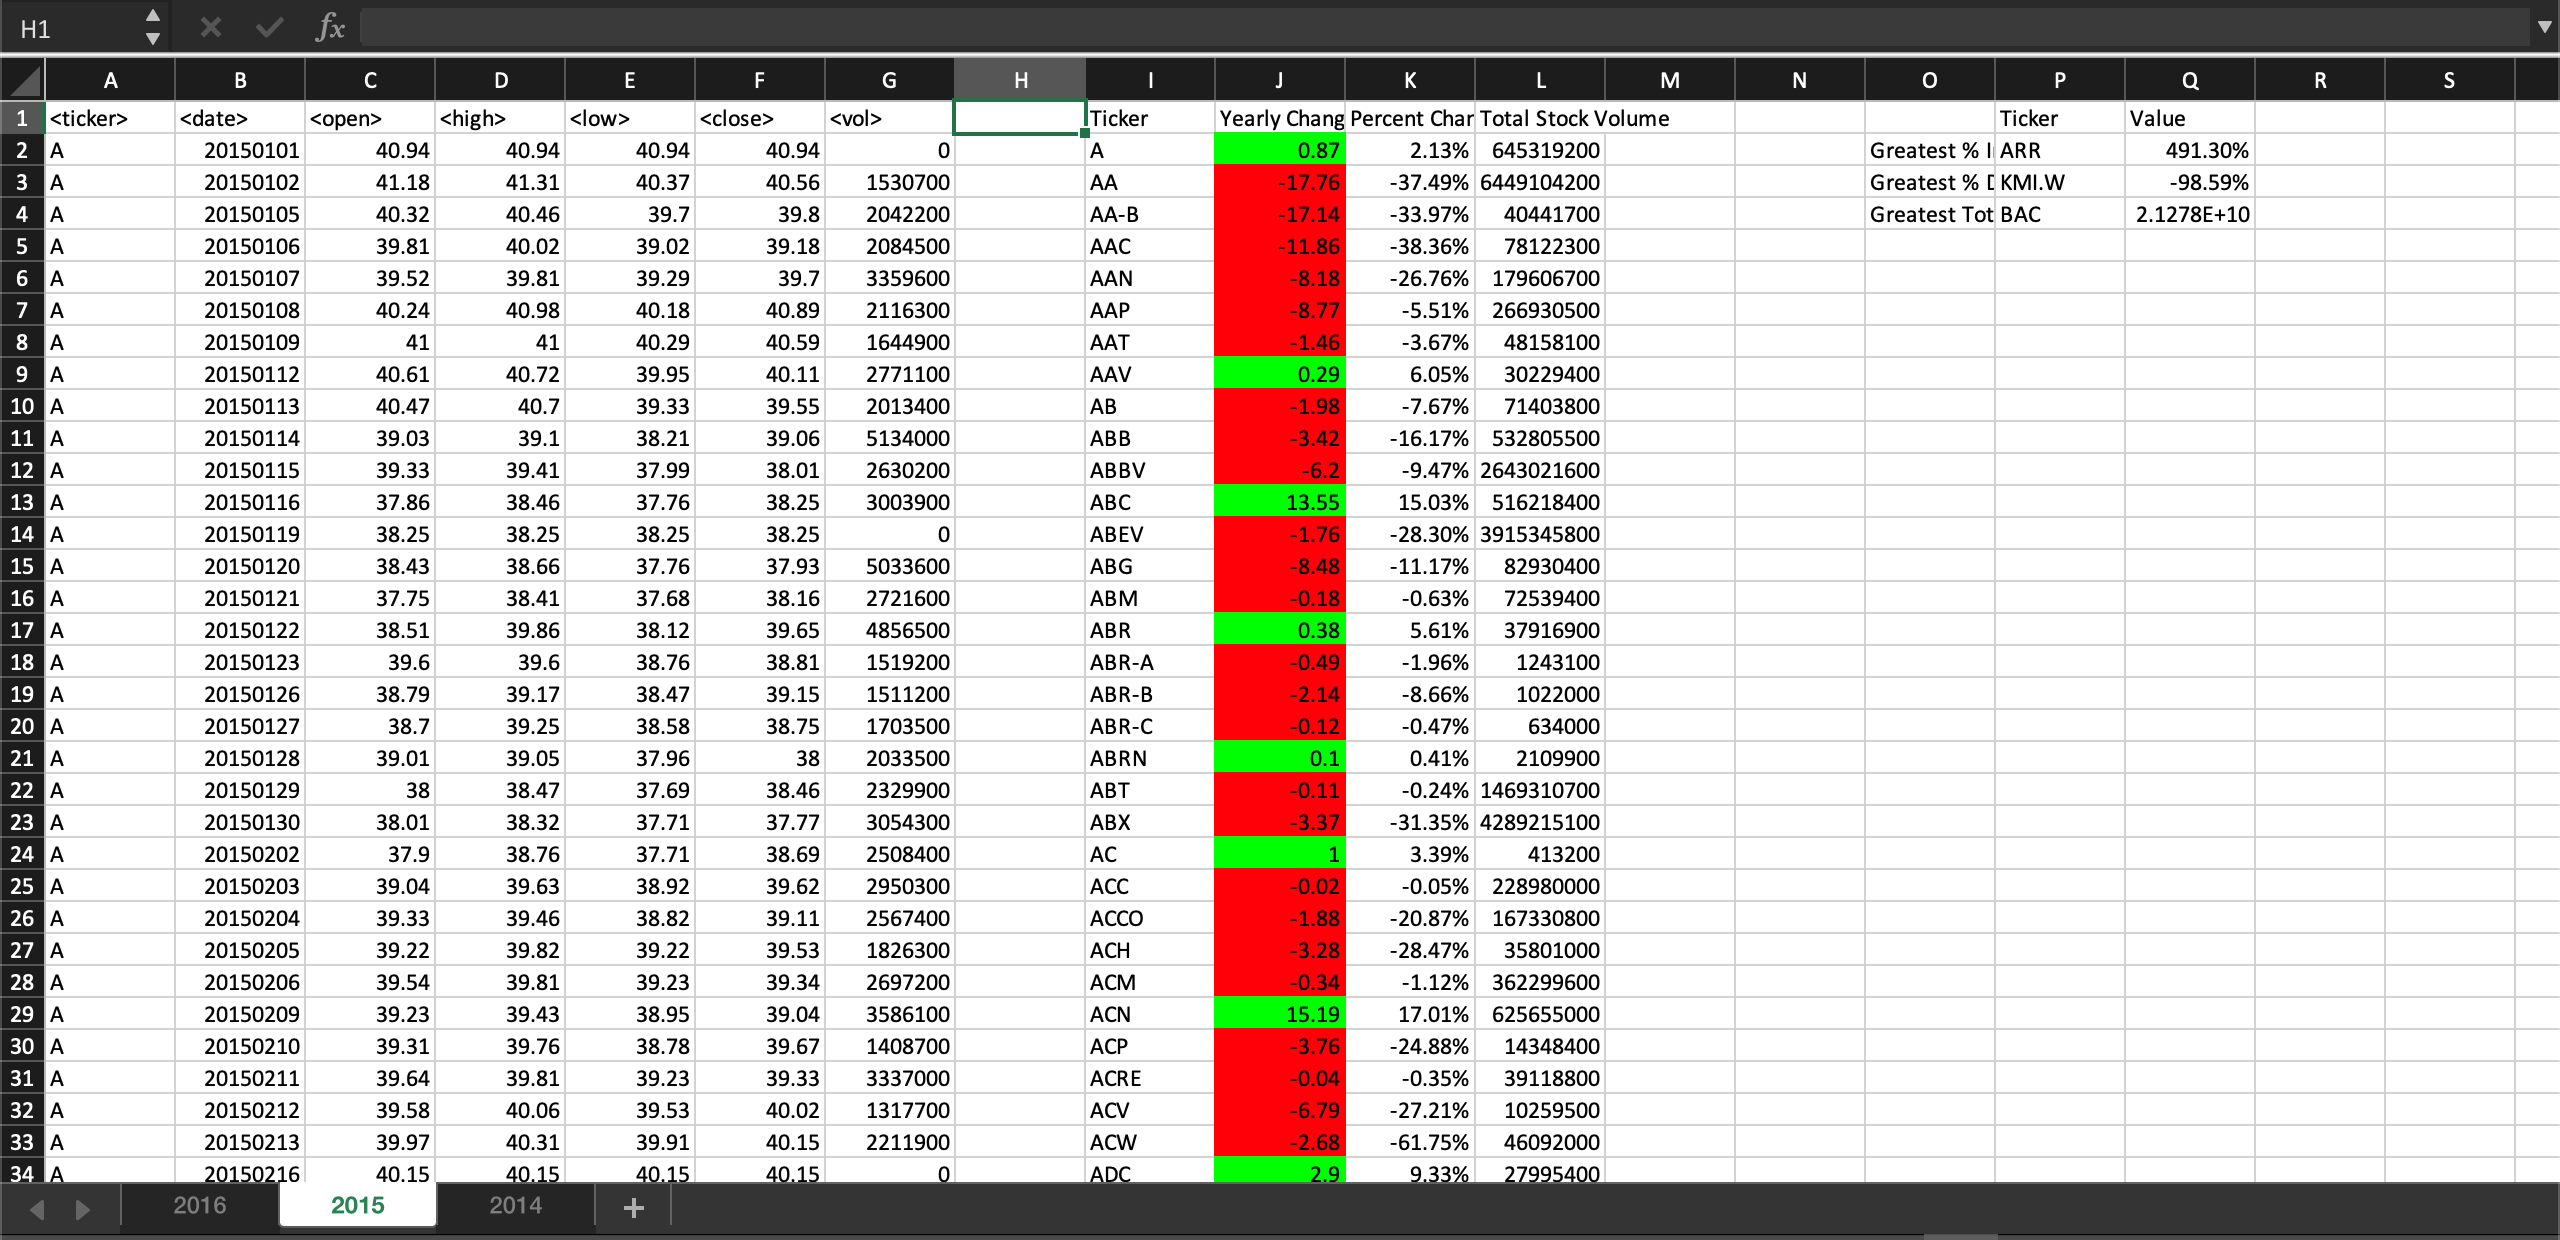 H1 fx
A B C D E F G H I J K L M N O P Q R S
1 <ticker> <date> <open> <high> <low> <close> <vol> Ticker Yearly Chang Percent Char Total Stock Volume Ticker Value
2 A 20150101 40.94 40.94 40.94 40.94 0 A 0.87 2.13% 645319200 Greatest % I ARR 491.30%
3 A 20150102 41.18 41.31 40.37 40.56 1530700 AA -17.76 -37.49% 6449104200 Greatest % D KMI.W -98.59%
4 A 20150105 40.32 40.46 39.7 39.8 2042200 AA-B -17.14 -33.97% 40441700 Greatest Tot BAC 2.1278E+10
5 A 20150106 39.81 40.02 39.02 39.18 2084500 AAC -11.86 -38.36% 78122300
6 A 20150107 39.52 39.81 39.29 39.7 3359600 AAN -8.18 -26.76% 179606700
7 A 20150108 40.24 40.98 40.18 40.89 2116300 AAP -8.77 -5.51% 266930500
8 A 20150109 41 41 40.29 40.59 1644900 AAT -1.46 -3.67% 48158100
9 A 20150112 40.61 40.72 39.95 40.11 2771100 AAV 0.29 6.05% 30229400
10 A 20150113 40.47 40.7 39.33 39.55 2013400 AB -1.98 -7.67% 71403800
11 A 20150114 39.03 39.1 38.21 39.06 5134000 ABB -3.42 -16.17% 532805500
12 A 20150115 39.33 39.41 37.99 38.01 2630200 ABBV -6.2 -9.47% 2643021600
13 A 20150116 37.86 38.46 37.76 38.25 3003900 ABC 13.55 15.03% 516218400
14 A 20150119 38.25 38.25 38.25 38.25 0 ABEV -1.76 -28.30% 3915345800
15 A 20150120 38.43 38.66 37.76 37.93 5033600 ABG -8.48 -11.17% 82930400
16 A 20150121 37.75 38.41 37.68 38.16 2721600 ABM -0.18 -0.63% 72539400
17 A 20150122 38.51 39.86 38.12 39.65 4856500 ABR 0.38 5.61% 37916900
18 A 20150123 39.6 39.6 38.76 38.81 1519200 ABR-A -0.49 -1.96% 1243100
19 A 20150126 38.79 39.17 38.47 39.15 1511200 ABR-B -2.14 -8.66% 1022000
20 A 20150127 38.7 39.25 38.58 38.75 1703500 ABR-C -0.12 -0.47% 634000
21 A 20150128 39.01 39.05 37.96 38 2033500 ABRN 0.1 0.41% 2109900
22 A 20150129 38 38.47 37.69 38.46 2329900 ABT -0.11 -0.24% 1469310700
23 A 20150130 38.01 38.32 37.71 37.77 3054300 ABX -3.37 -31.35% 4289215100
24 A 20150202 37.9 38.76 37.71 38.69 2508400 AC 1 3.39% 413200
25 A 20150203 39.04 39.63 38.92 39.62 2950300 ACC -0.02 -0.05% 228980000
26 A 20150204 39.33 39.46 38.82 39.11 2567400 ACCO -1.88 -20.87% 167330800
27 A 20150205 39.22 39.82 39.22 39.53 1826300 ACH -3.28 -28.47% 35801000
28 A 20150206 39.54 39.81 39.23 39.34 2697200 ACM -0.34 -1.12% 362299600
29 A 20150209 39.23 39.43 38.95 39.04 3586100 ACN 15.19 17.01% 625655000
30 A 20150210 39.31 39.76 38.78 39.67 1408700 ACP -3.76 -24.88% 14348400
31 A 20150211 39.64 39.81 39.23 39.33 3337000 ACRE -0.04 -0.35% 39118800
32 A 20150212 39.58 40.06 39.53 40.02 1317700 ACV -6.79 -27.21% 10259500
33 A 20150213 39.97 40.31 39.91 40.15 2211900 ACW -2.68 -61.75% 46092000
34 A 20150216 40.15 40.15 40.15 40.15 0 ADC 2.9 9.33% 27995400
2016 2015 2014 +